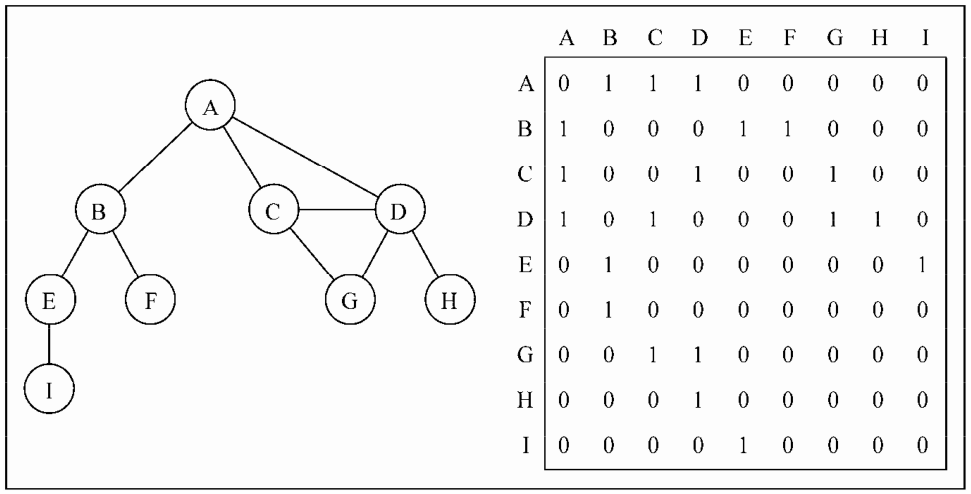 A
B C D
E F G H
I
A B C D E F G H I
A 0 1 1 1 0 0 0 0 0
B 1 0 0 0 1 1 0 0 0
C 1 0 0 1 0 0 1 0 0
D 1 0 1 0 0 0 1 1 0
E 0 1 0 0 0 0 0 0 1
F 0 1 0 0 0 0 0 0 0
G 0 0 1 1 0 0 0 0 0
H 0 0 0 1 0 0 0 0 0
I 0 0 0 0 1 0 0 0 0